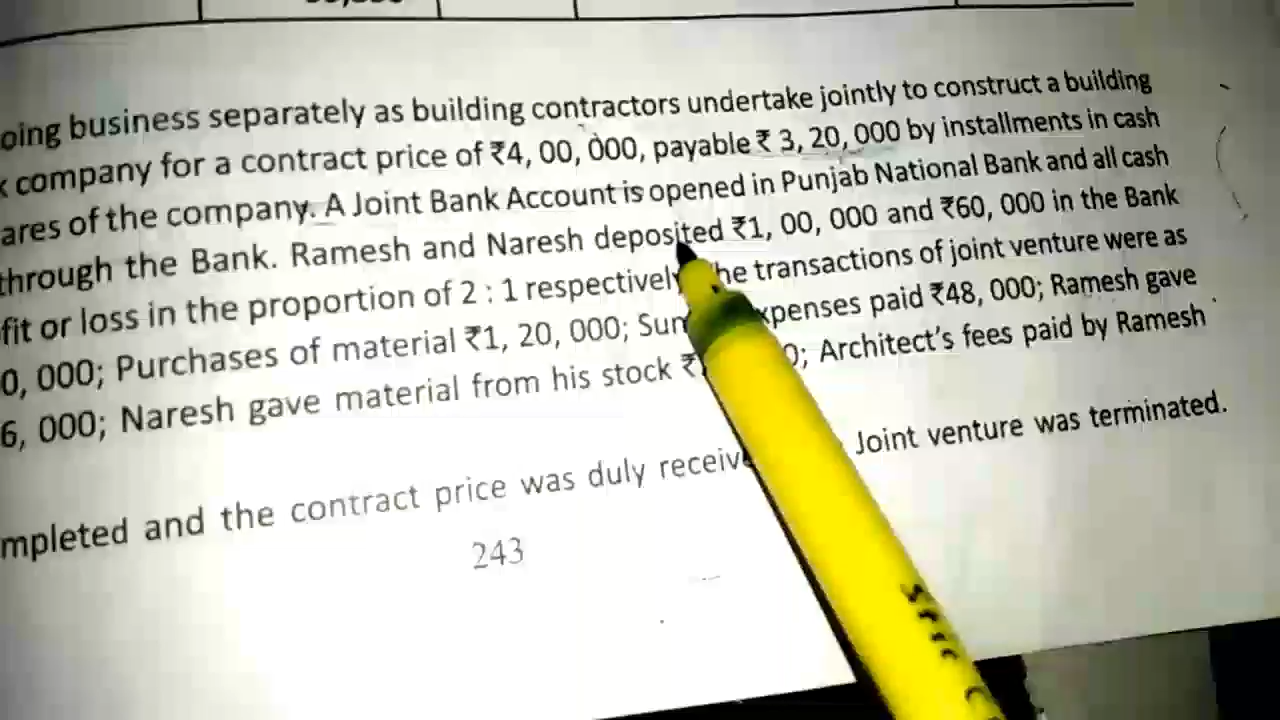 oing business separately as building contractors undertake jointly to construct a building
company for a contract price of ₹4, 00, 000, payable ₹ 3, 20, 000 by installments in cash
ares of the company. A Joint Bank Account is opened in Punjab National Bank and all cash
through the Bank. Ramesh and Naresh deposited ₹1, 00, 000 and ₹60, 000 in the Bank
fit or loss in the proportion of 2 : 1 respectively The transactions of joint venture were as
0, 000; Purchases of material ₹1, 20, 000; expenses paid ₹48, 000; Ramesh gave
6, 000; Naresh gave material from his stock ₹ 0; Architect's fees paid by Ramesh
mpleted and the contract price was duly receiv Joint venture was terminated.
243